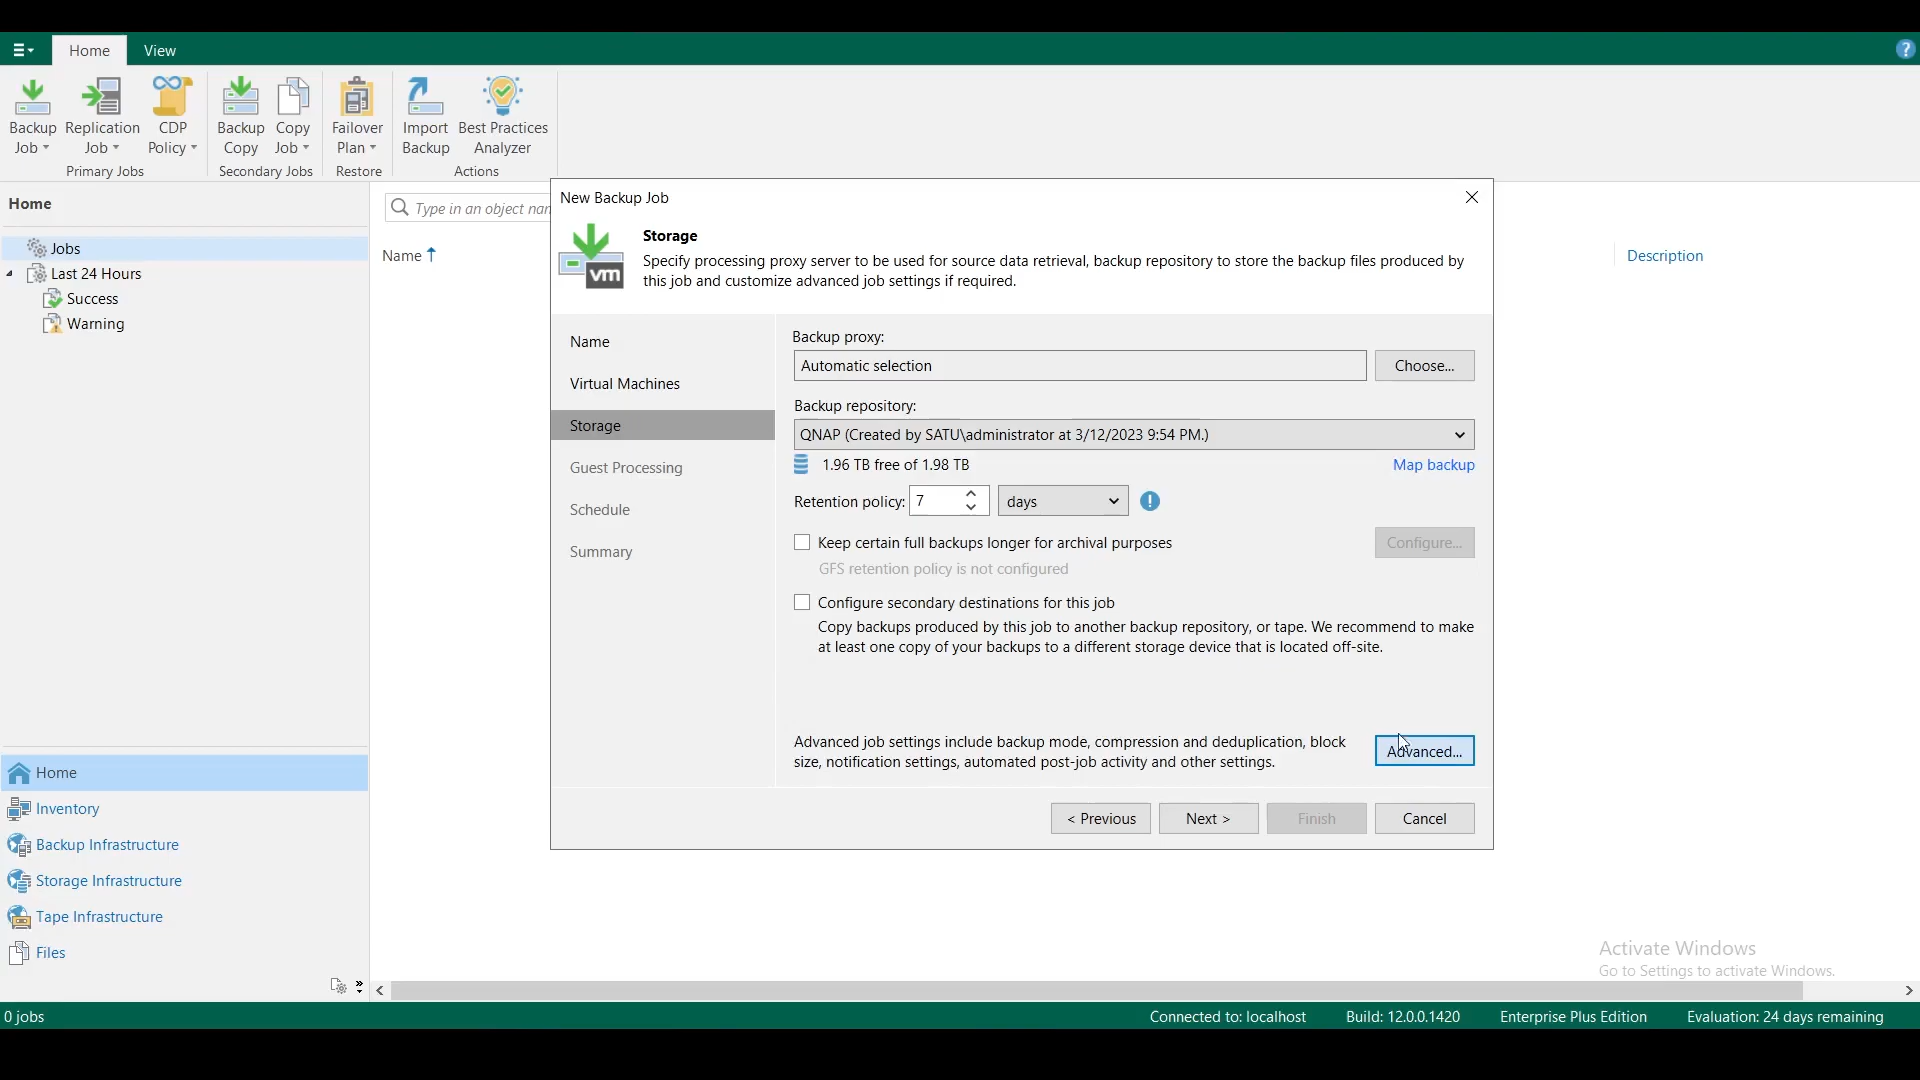 Home
View
?
Backup Job
Replication Job
CDP Policy
Backup Copy
Copy Job
Failover Plan
Import Backup
Best Practices Analyzer
Primary Jobs
Secondary Jobs
Restore
Actions
Home
Jobs
Last 24 Hours
Success
Warning
Type in an object nam
Name
Description
New Backup Job
vm
Storage
Specify processing proxy server to be used for source data retrieval, backup repository to store the backup files produced by
this job and customize advanced job settings if required.
Name
Virtual Machines
Storage
Guest Processing
Schedule
Summary
Backup proxy:
Automatic selection
Choose...
Backup repository:
QNAP (Created by SATU\administrator at 3/12/2023 9:54 PM.)
1.96 TB free of 1.98 TB
Map backup
Retention policy: 7 days
Keep certain full backups longer for archival purposes
Configure...
GFS retention policy is not configured
Configure secondary destinations for this job
Copy backups produced by this job to another backup repository, or tape. We recommend to make
at least one copy of your backups to a different storage device that is located off-site.
Advanced job settings include backup mode, compression and deduplication, block
size, notification settings, automated post-job activity and other settings.
Advanced...
< Previous
Next >
Finish
Cancel
Home
Inventory
Backup Infrastructure
Storage Infrastructure
Tape Infrastructure
Files
Activate Windows
Go to Settings to activate Windows.
0 jobs
Connected to: localhost
Build: 12.0.0.1420
Enterprise Plus Edition
Evaluation: 24 days remaining